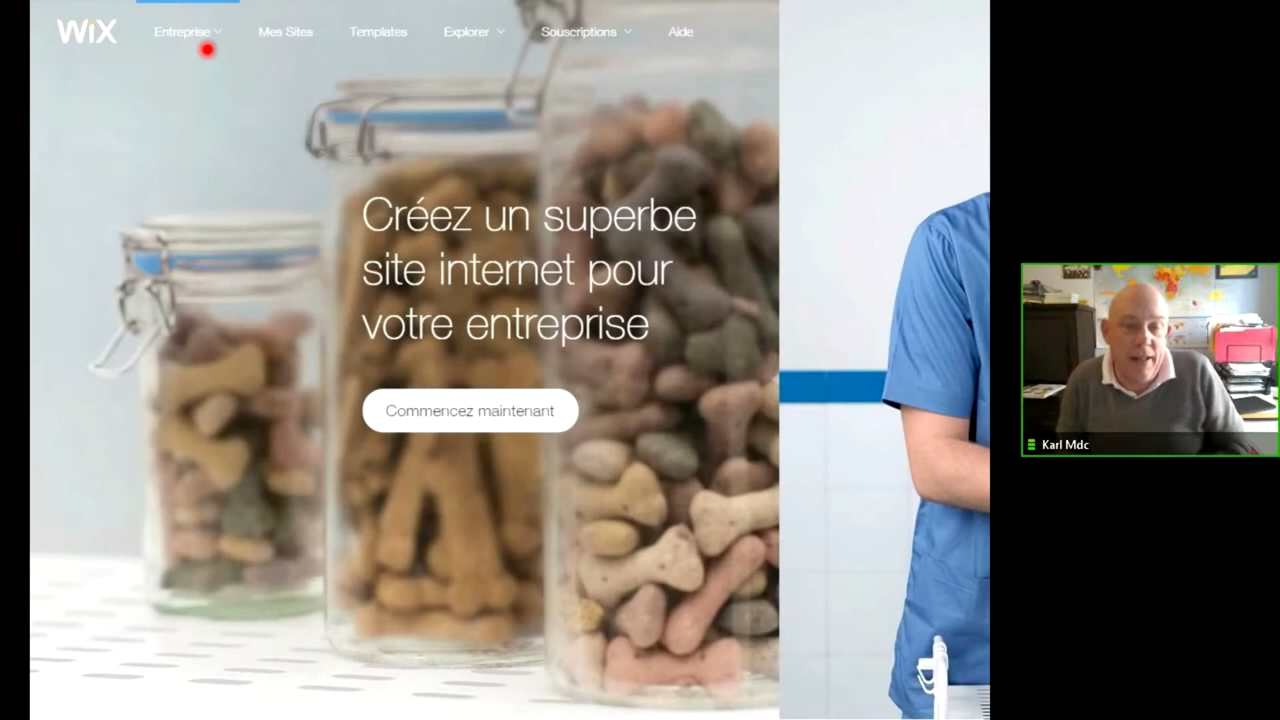 WiX
Entreprise
Mes Sites
Templates
Explorer
Souscriptions
Aide
Créez un superbe
site internet pour
votre entreprise
Commencez maintenant
Karl Mdc